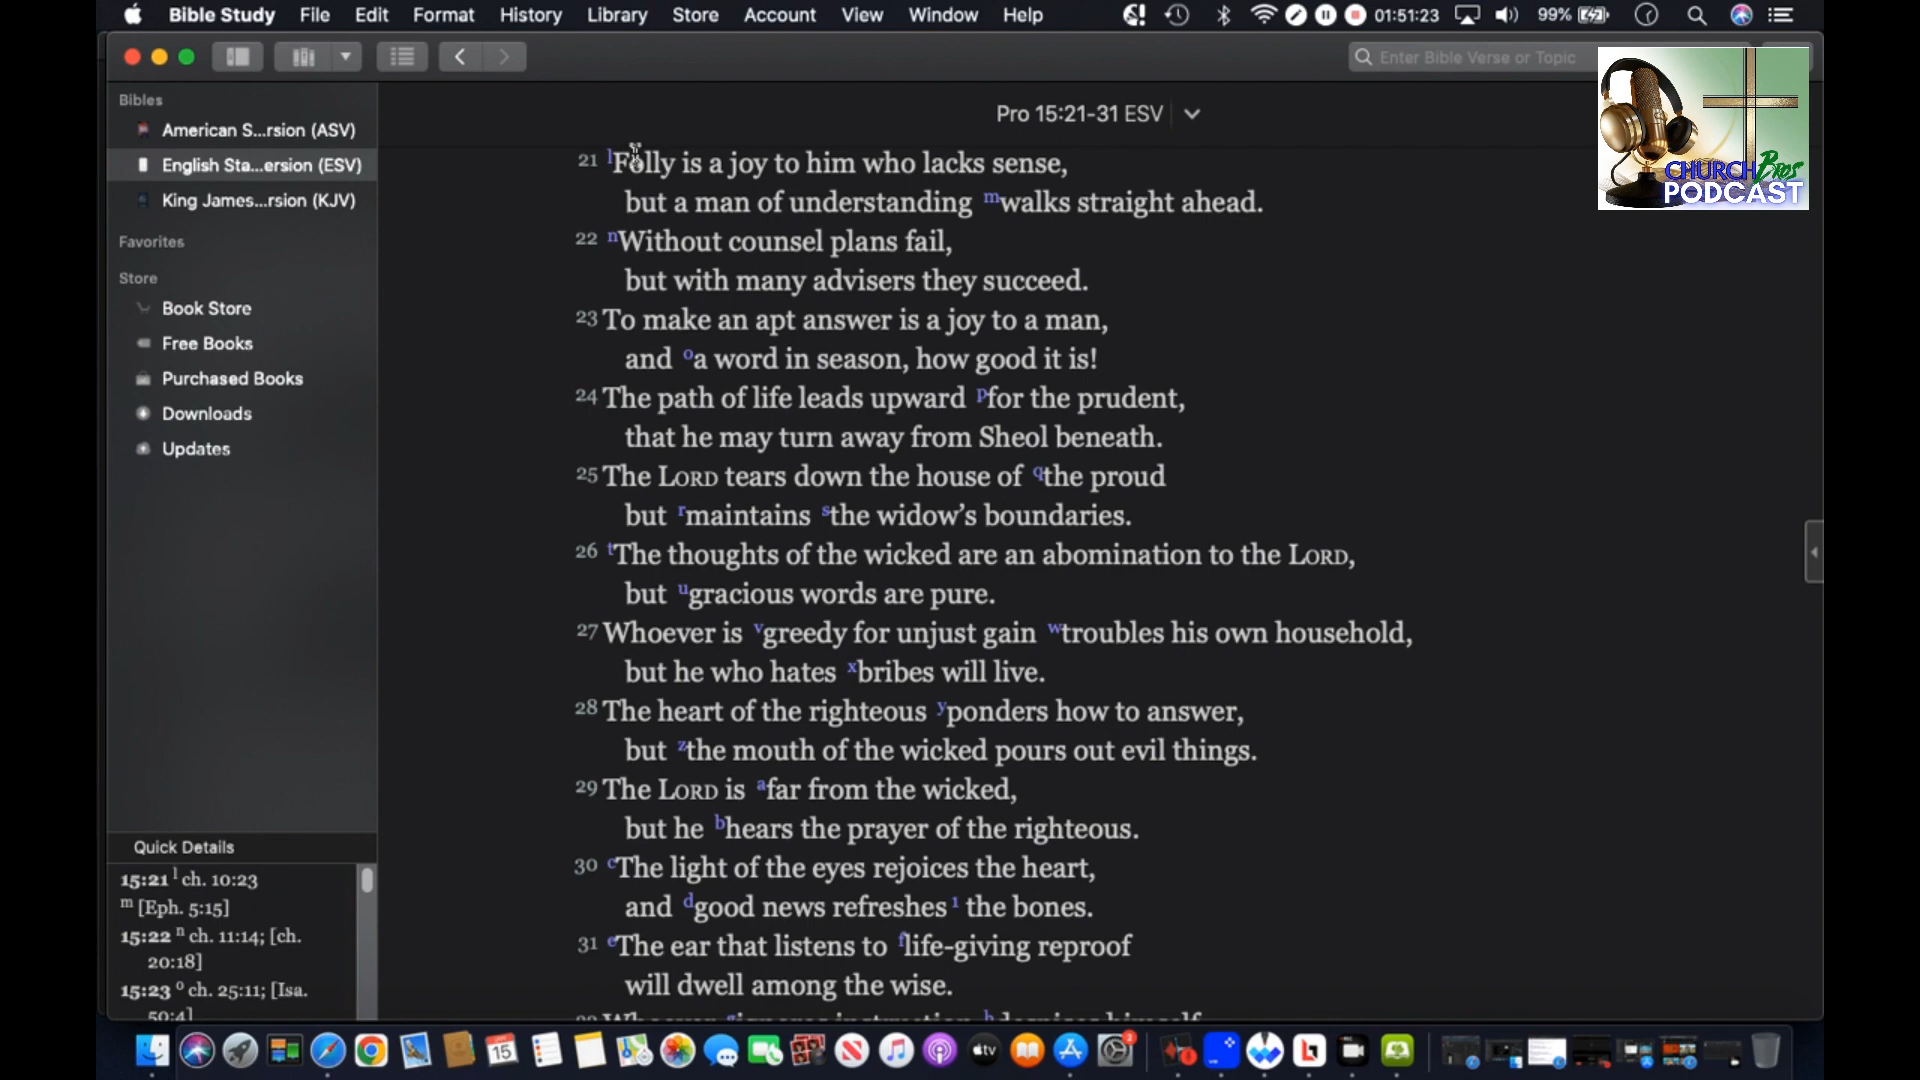 Bible Study File Edit Format History Library Store Account View Window Help 01:51:23 99%
Enter Bible Verse or Topic
CHURCH Bros
PODCAST
Bibles
American S...rsion (ASV)
English Sta...ersion (ESV)
King James...rsion (KJV)
Favorites
Store
Book Store
Free Books
Purchased Books
Downloads
Updates
Pro 15:21-31 ESV
21 lFolly is a joy to him who lacks sense,
but a man of understanding mwalks straight ahead.
22 nWithout counsel plans fail,
but with many advisers they succeed.
23 To make an apt answer is a joy to a man,
and oa word in season, how good it is!
24 The path of life leads upward pfor the prudent,
that he may turn away from Sheol beneath.
25 The LORD tears down the house of qthe proud
but rmaintains sthe widow’s boundaries.
26 tThe thoughts of the wicked are an abomination to the LORD,
but ugracious words are pure.
27 Whoever is vgreedy for unjust gain wtroubles his own household,
but he who hates xbribes will live.
28 The heart of the righteous yponders how to answer,
but zthe mouth of the wicked pours out evil things.
29 The LORD is afar from the wicked,
but he bhears the prayer of the righteous.
30 cThe light of the eyes rejoices the heart,
and dgood news refreshes1 the bones.
31 eThe ear that listens to flife-giving reproof
will dwell among the wise.
Quick Details
15:21 l ch. 10:23
m [Eph. 5:15]
15:22 n ch. 11:14; [ch.
20:18]
15:23 o ch. 25:11; [Isa.
50:4]
15
tv
2